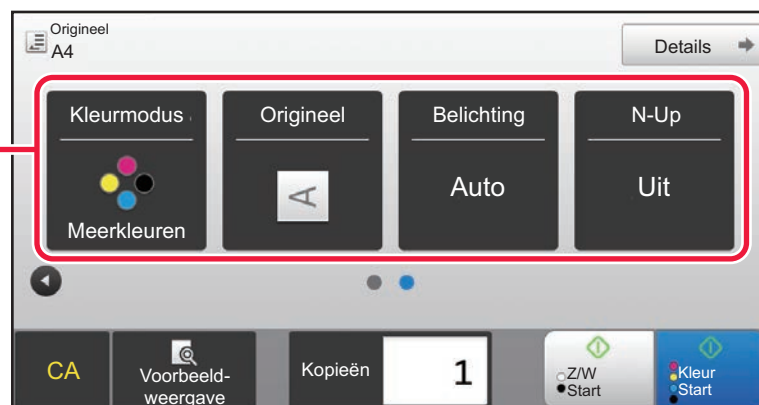 Origineel
A4
Details
Kleurmodus
Origineel
Belichting
N-Up
A
Auto
Uit
Meerkleuren
CA
Voorbeeld-
weergave
Kopieën
1
Z/W
Start
Kleur
Start